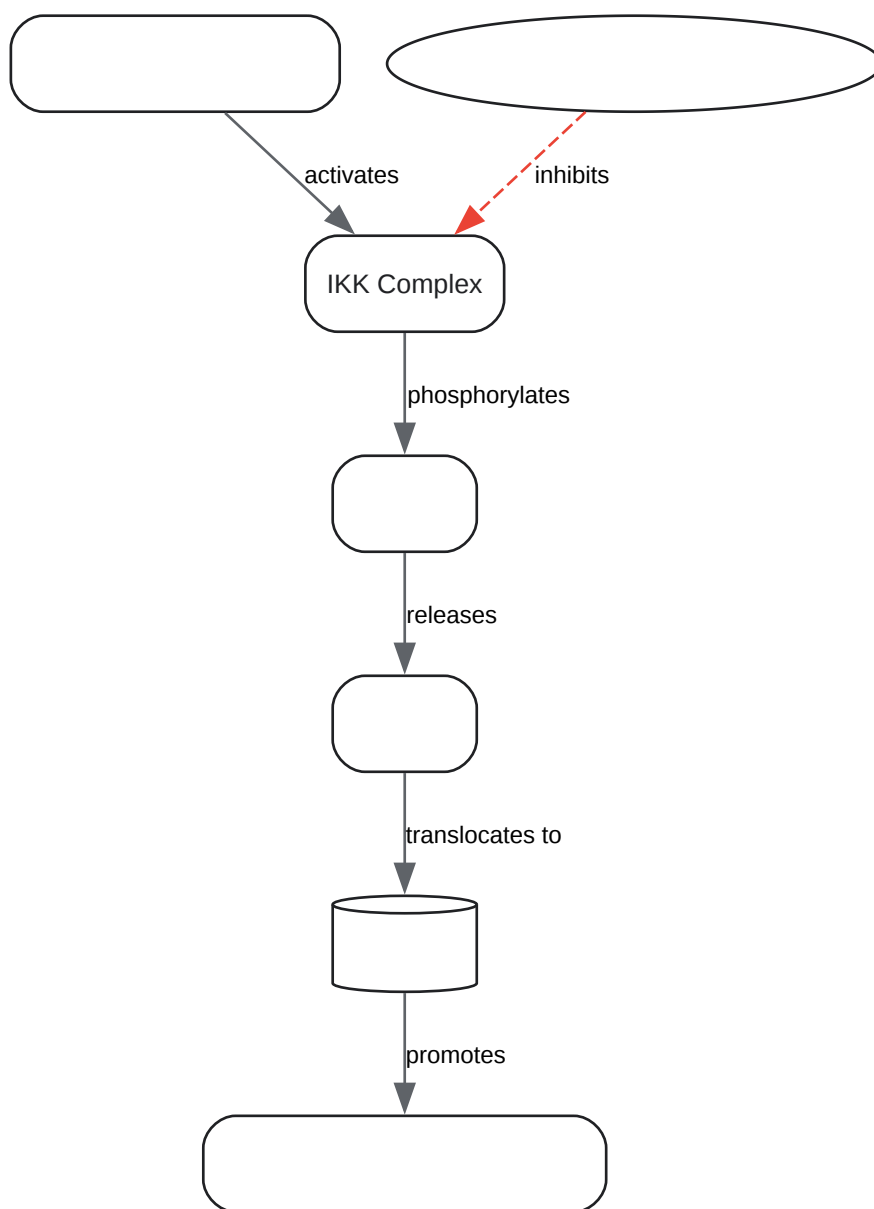 activates
inhibits
IKK Complex
phosphorylates
releases
translocates to
promotes